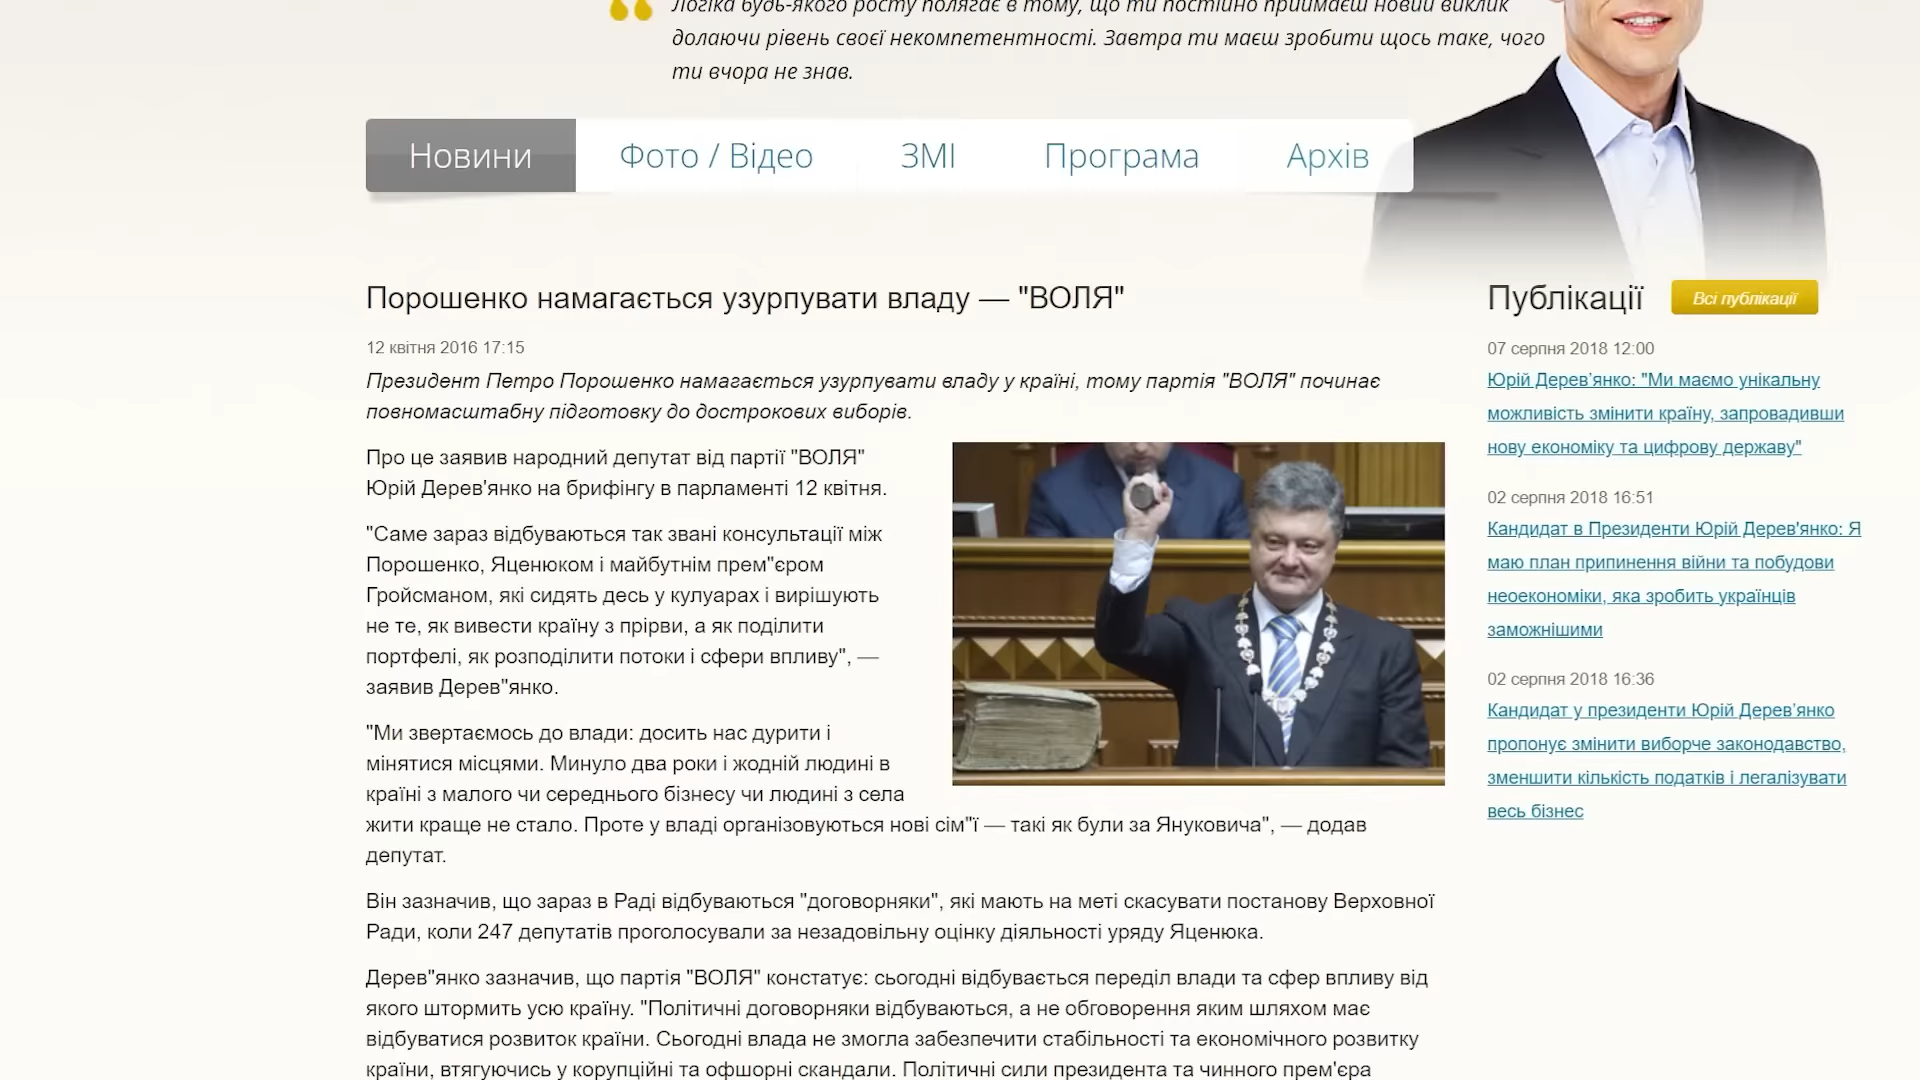 Логіка будь-якого росту полягає в тому, що ти постійно приймаєш новий виклик
долаючи рівень своєї некомпетентності. Завтра ти маєш зробити щось таке, чого
ти вчора не знав.
Новини
Фото / Відео
ЗМІ
Програма
Архів
Порошенко намагається узурпувати владу — "ВОЛЯ"
12 квітня 2016 17:15
Президент Петро Порошенко намагається узурпувати владу у країні, тому партія "ВОЛЯ" починає
повномасштабну підготовку до дострокових виборів.
Про це заявив народний депутат від партії "ВОЛЯ"
Юрій Дерев'янко на брифінгу в парламенті 12 квітня.
"Саме зараз відбуваються так звані консультації між
Порошенко, Яценюком і майбутнім прем"єром
Гройсманом, які сидять десь у кулуарах і вирішують
не те, як вивести країну з прірви, а як поділити
портфелі, як розподілити потоки і сфери впливу", —
заявив Дерев"янко.
"Ми звертаємось до влади: досить нас дурити і
мінятися місцями. Минуло два роки і жодній людині в
країні з малого чи середнього бізнесу чи людині з села
жити краще не стало. Проте у владі організовуються нові сім"ї — такі як були за Януковича", — додав
депутат.
Він зазначив, що зараз в Раді відбуваються "договорняки", які мають на меті скасувати постанову Верховної
Ради, коли 247 депутатів проголосували за незадовільну оцінку діяльності уряду Яценюка.
Дерев"янко зазначив, що партія "ВОЛЯ" констатує: сьогодні відбувається переділ влади та сфер впливу від
якого штормить усю країну. "Політичні договорняки відбуваються, а не обговорення яким шляхом має
відбуватися розвиток країни. Сьогодні влада не змогла забезпечити стабільності та економічного розвитку
країни, втягуючись у корупційні та офшорні скандали. Політичні сили президента та чинного прем'єра
Публікації
Всі публікації
07 серпня 2018 12:00
Юрій Дерев’янко: "Ми маємо унікальну
можливість змінити країну, запровадивши
нову економіку та цифрову державу"
02 серпня 2018 16:51
Кандидат в Президенти Юрій Дерев'янко: Я
маю план припинення війни та побудови
неоекономіки, яка зробить українців
заможнішими
02 серпня 2018 16:36
Кандидат у президенти Юрій Дерев’янко
пропонує змінити виборче законодавство,
зменшити кількість податків і легалізувати
весь бізнес